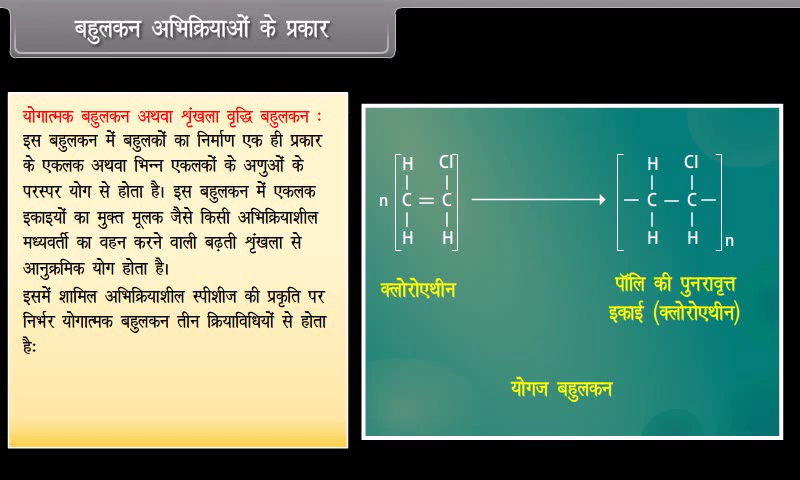 बहुलकन अभिक्रियाओं के प्रकार
योगात्मक बहुलकन अथवा शृंखला वृद्धि बहुलकन :
इस बहुलकन में बहुलकों का निर्माण एक ही प्रकार
के एकलक अथवा भिन्न एकलकों के अणुओं के
परस्पर योग से होता है। इस बहुलकन में एकलक
इकाइयों का मुक्त मूलक जैसे किसी अभिक्रियाशील
मध्यवर्ती का वहन करने वाली बढ़ती शृंखला से
आनुक्रमिक योग होता है।
इसमें शामिल अभिक्रियाशील स्पीशीज की प्रकृति पर
निर्भर योगात्मक बहुलकन तीन क्रियाविधियों से होता
है:
H Cl
n C = C
H H
क्लोरोएथीन
H Cl
— C — C —
H H
n
पॉलि की पुनरावृत्त
इकाई (क्लोरोएथीन)
योगज बहुलकन